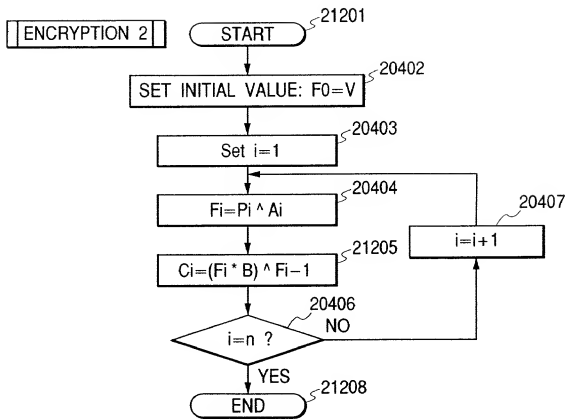 ENCRYPTION 2
START
21201
SET INITIAL VALUE: F0=V
20402
Set i=1
20403
Fi=Pi ^ Ai
20404
i=i+1
20407
Ci=(Fi * B) ^ Fi-1
21205
i=n ?
20406
NO
YES
END
21208